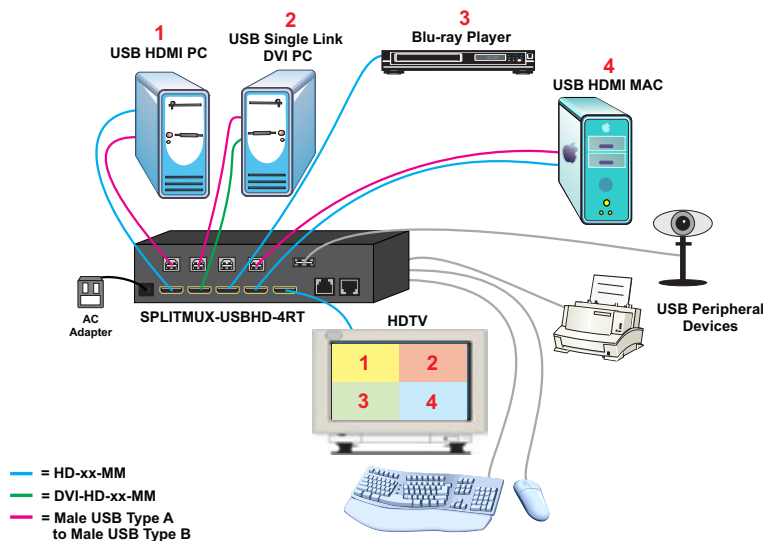 1
USB HDMI PC
2
USB Single Link
DVI PC
3
Blu-ray Player
4
USB HDMI MAC
AC
Adapter
SPLITMUX-USBHD-4RT
HDTV
USB Peripheral
Devices
1 2
3 4
= HD-xx-MM
= DVI-HD-xx-MM
= Male USB Type A
to Male USB Type B